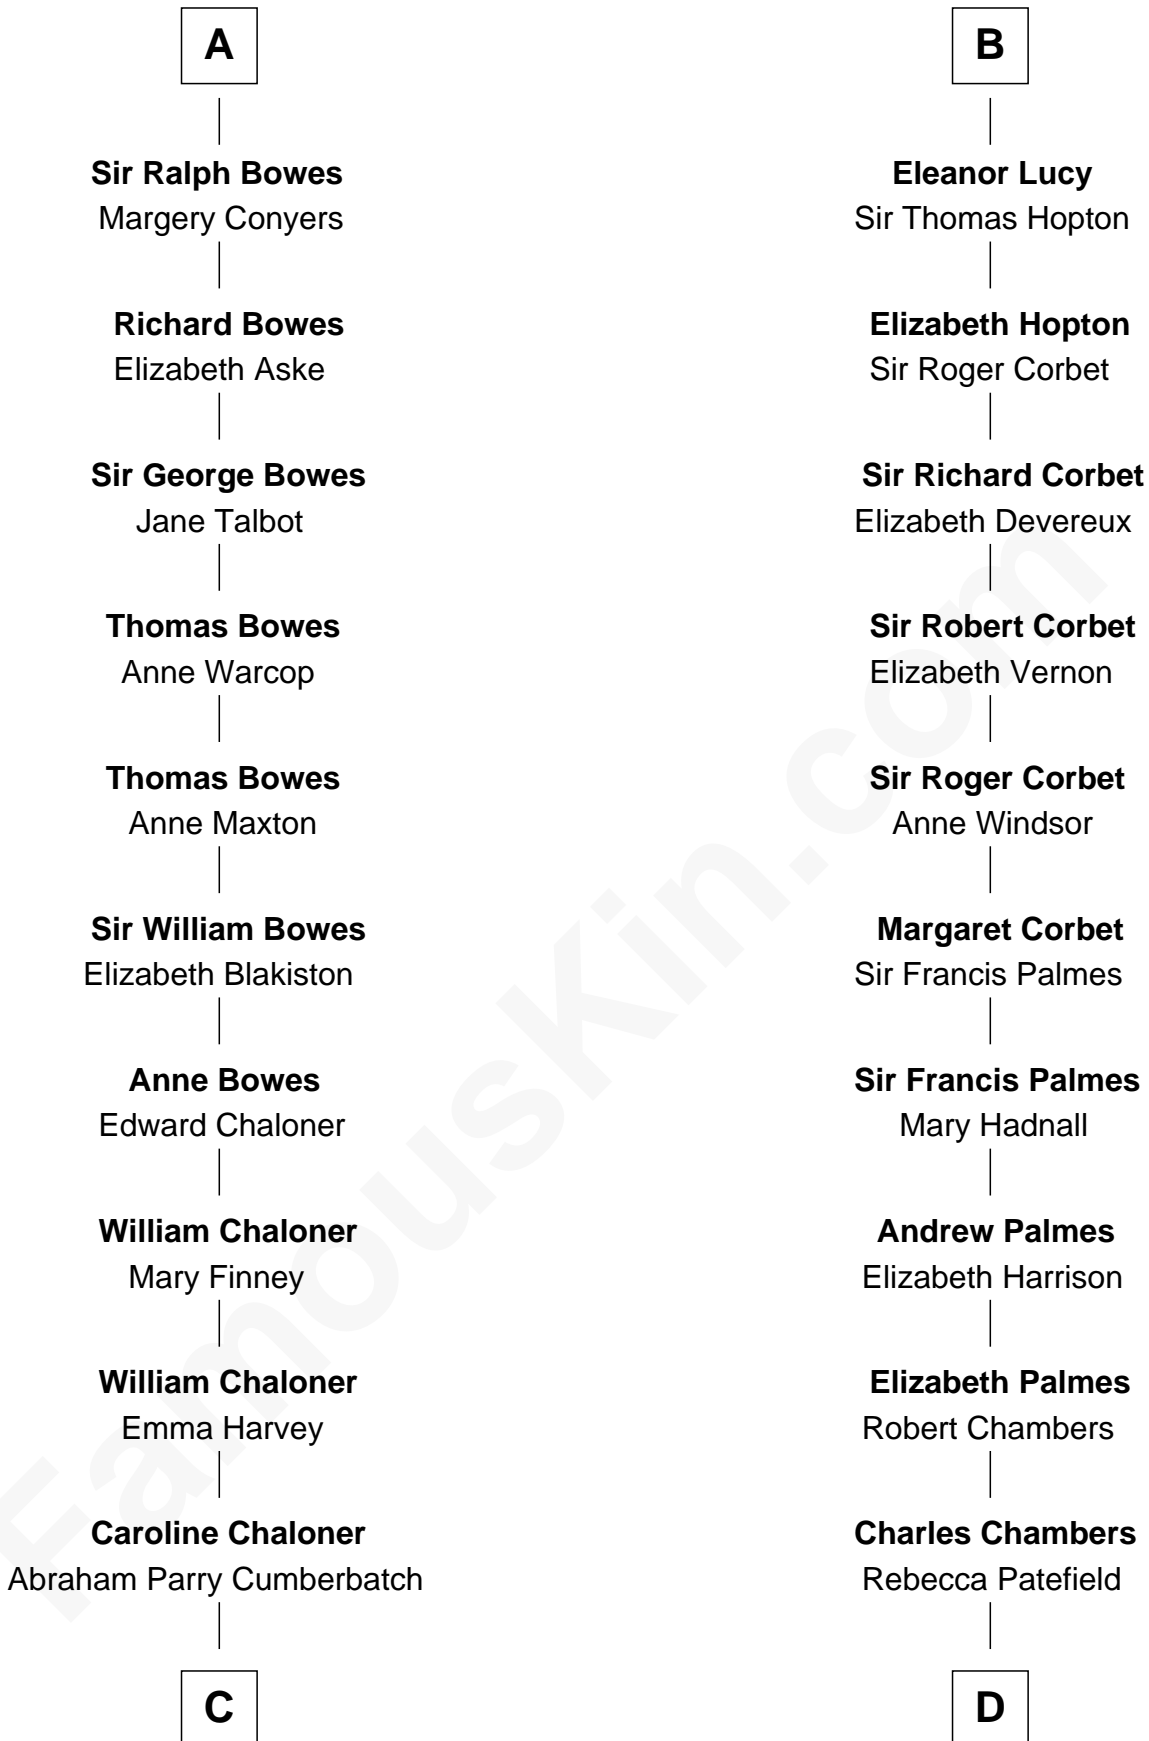 A
Sir Ralph Bowes
Margery Conyers
Richard Bowes
Elizabeth Aske
Sir George Bowes
Jane Talbot
Thomas Bowes
Anne Warcop
Thomas Bowes
Anne Maxton
Sir William Bowes
Elizabeth Blakiston
Anne Bowes
Edward Chaloner
William Chaloner
Mary Finney
William Chaloner
Emma Harvey
Caroline Chaloner
Abraham Parry Cumberbatch
C
B
Eleanor Lucy
Sir Thomas Hopton
Elizabeth Hopton
Sir Roger Corbet
Sir Richard Corbet
Elizabeth Devereux
Sir Robert Corbet
Elizabeth Vernon
Sir Roger Corbet
Anne Windsor
Margaret Corbet
Sir Francis Palmes
Sir Francis Palmes
Mary Hadnall
Andrew Palmes
Elizabeth Harrison
Elizabeth Palmes
Robert Chambers
Charles Chambers
Rebecca Patefield
D
FamousKin.com